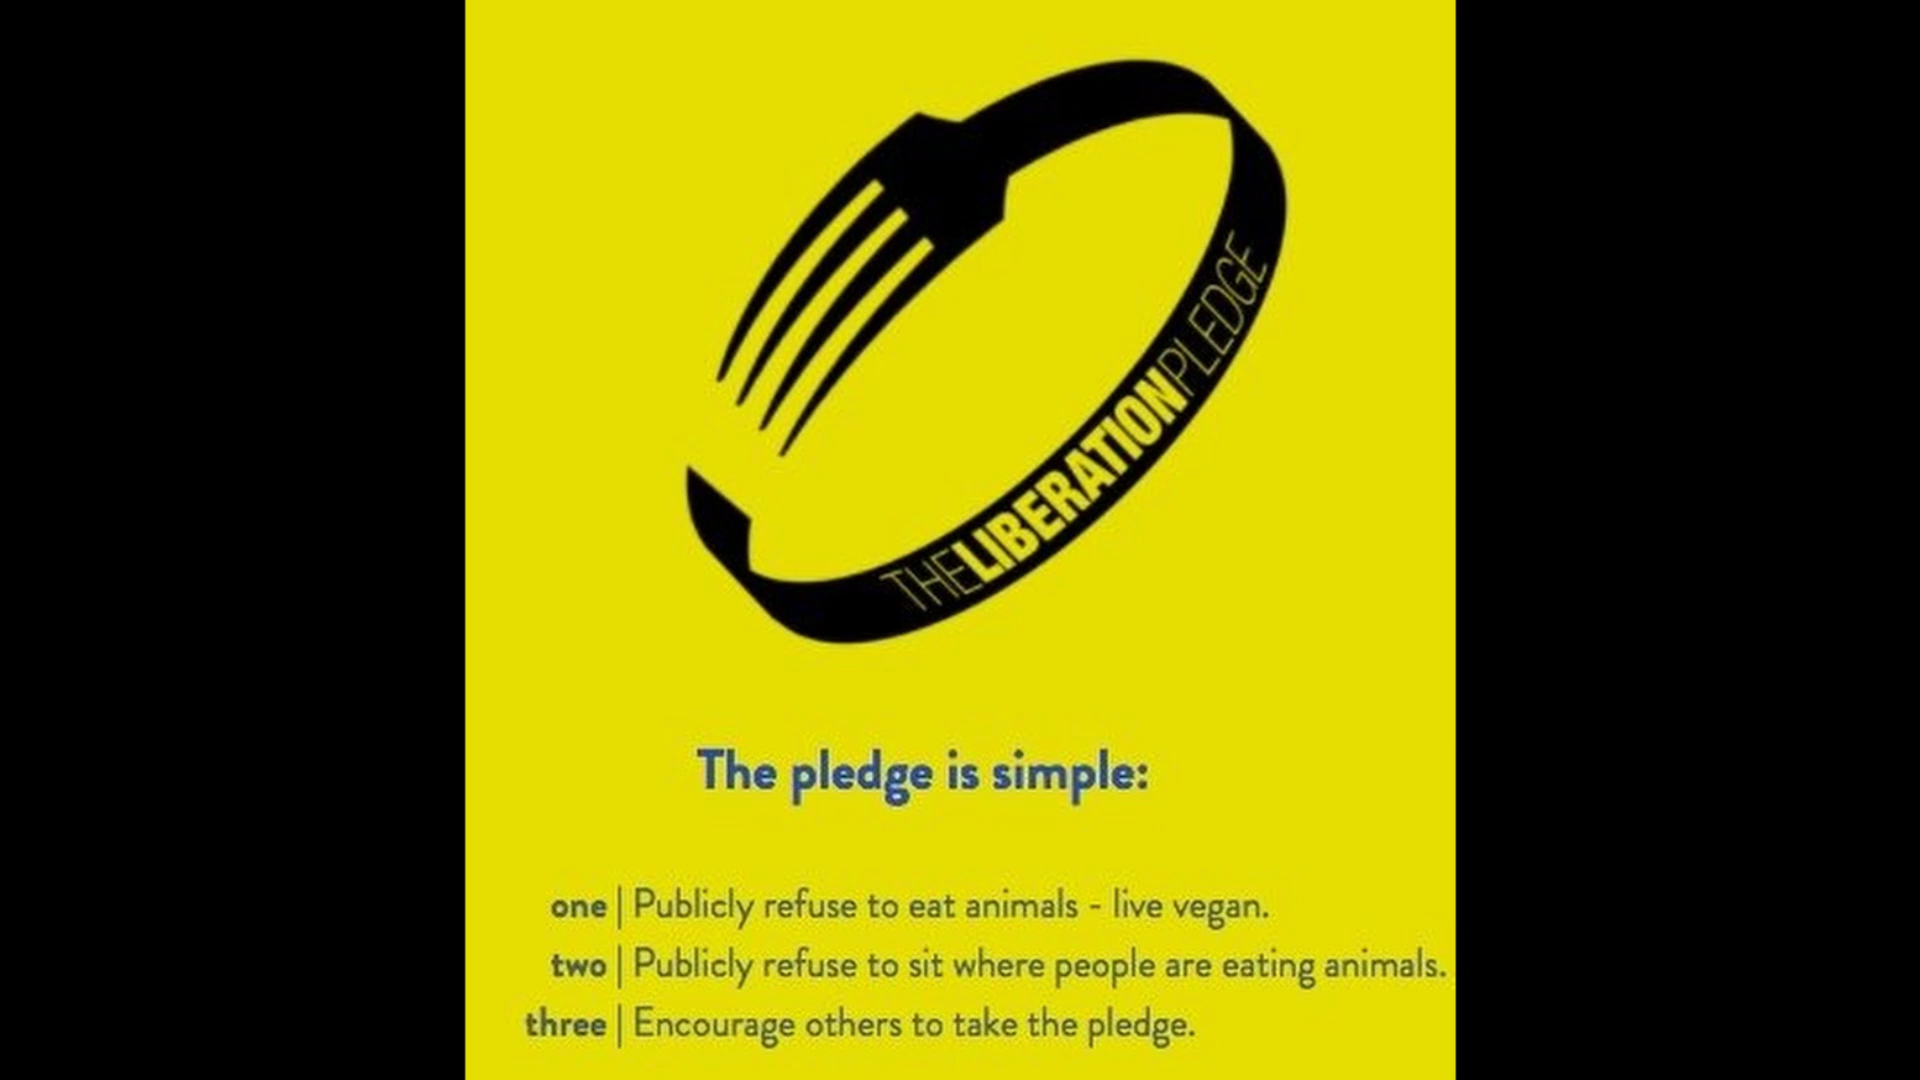 THELIBERATIONPLEDGE
The pledge is simple:
one | Publicly refuse to eat animals - live vegan.
two | Publicly refuse to sit where people are eating animals.
three | Encourage others to take the pledge.